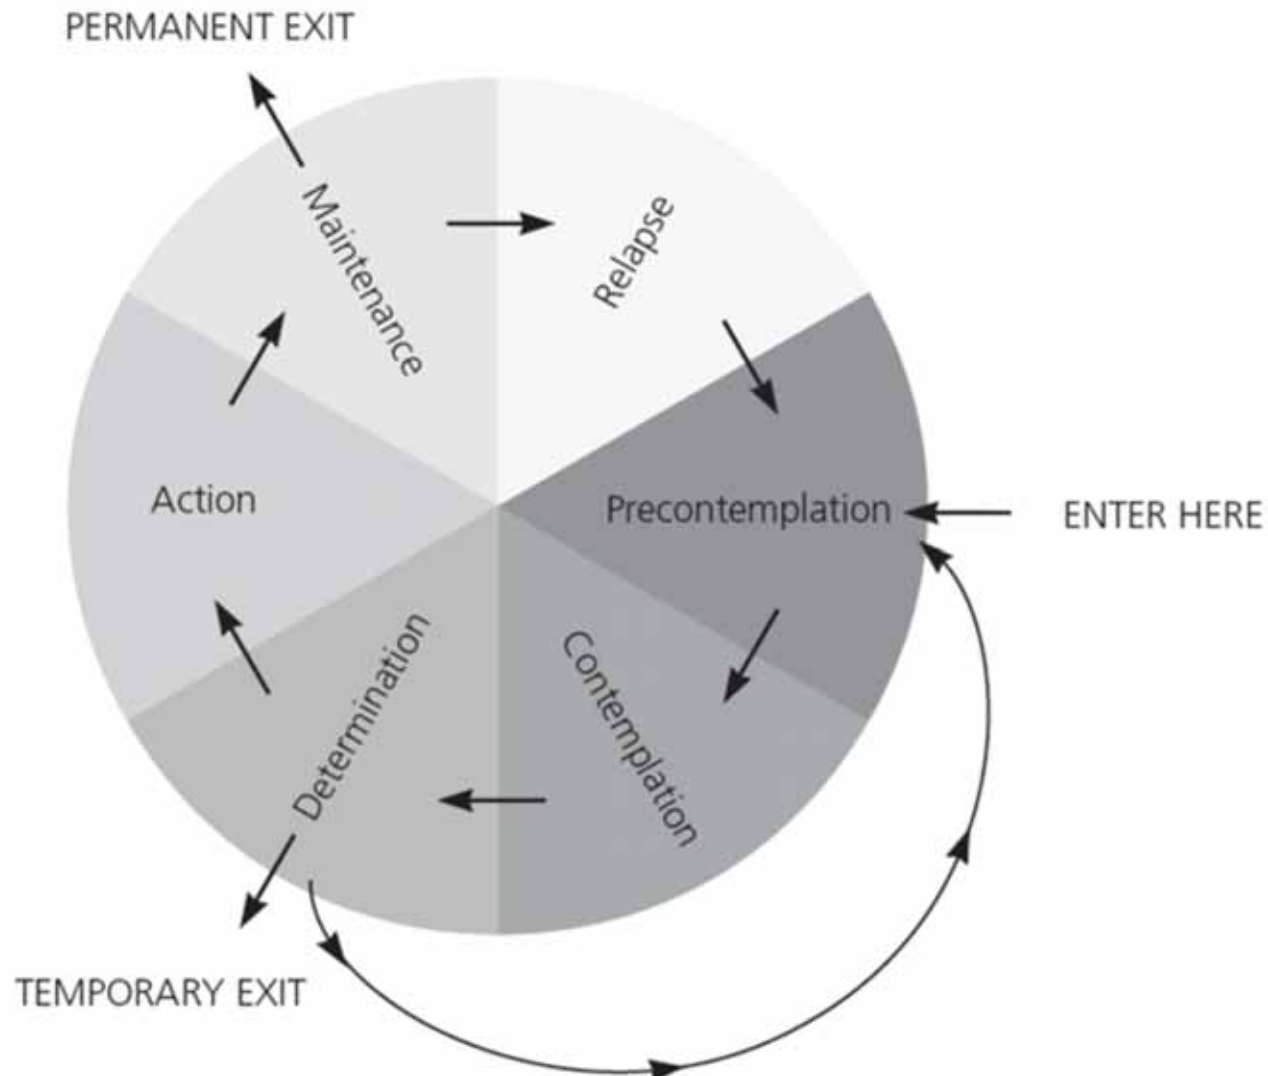 PERMANENT EXIT
Maintenance
Relapse
Action
Precontemplation
ENTER HERE
Determination
Contemplation
TEMPORARY EXIT